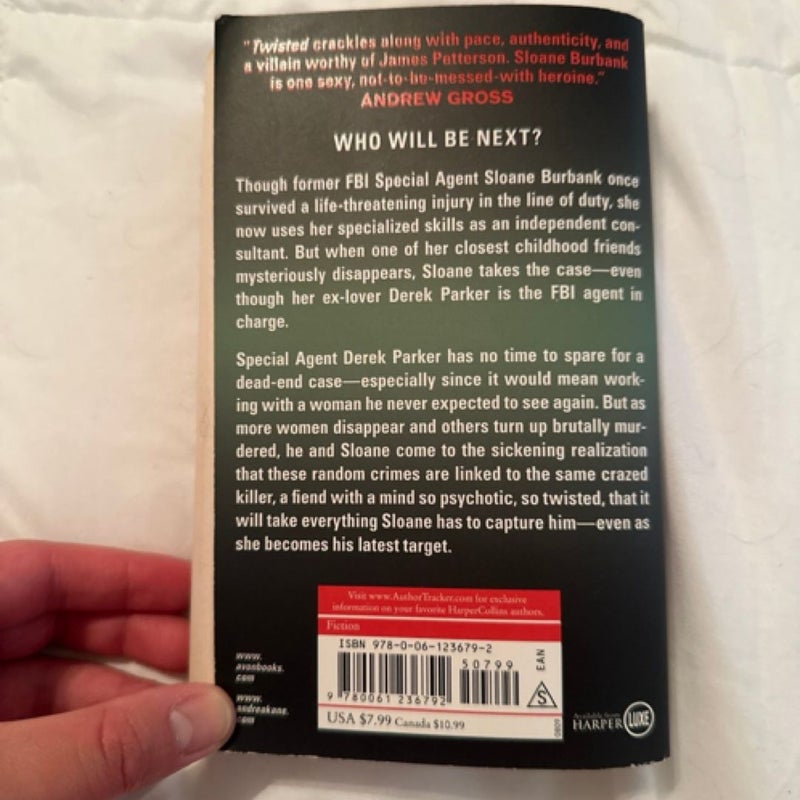 "Twisted crackles along with pace, authenticity, and
a villain worthy of James Patterson. Sloane Burbank
is one sexy, not-to-be-messed-with heroine."
ANDREW GROSS
WHO WILL BE NEXT?
Though former FBI Special Agent Sloane Burbank once
survived a life-threatening injury in the line of duty, she
now uses her specialized skills as an independent con-
sultant. But when one of her closest childhood friends
mysteriously disappears, Sloane takes the case—even
though her ex-lover Derek Parker is the FBI agent in
charge.
Special Agent Derek Parker has no time to spare for a
dead-end case—especially since it would mean work-
ing with a woman he never expected to see again. But as
more women disappear and others turn up brutally mur-
dered, he and Sloane come to the sickening realization
that these random crimes are linked to the same crazed
killer, a fiend with a mind so psychotic, so twisted, that it
will take everything Sloane has to capture him—even as
she becomes his latest target.
Visit www.AuthorTracker.com for exclusive
information on your favorite HarperCollins authors.
Fiction
ISBN 978-0-06-123679-2
50799
EAN
9 780061 236792
S
USA $7.99 Canada $10.99
0809
www.
avonbooks.
com
www.
andreakane.
com
Available from
HARPER LUXE